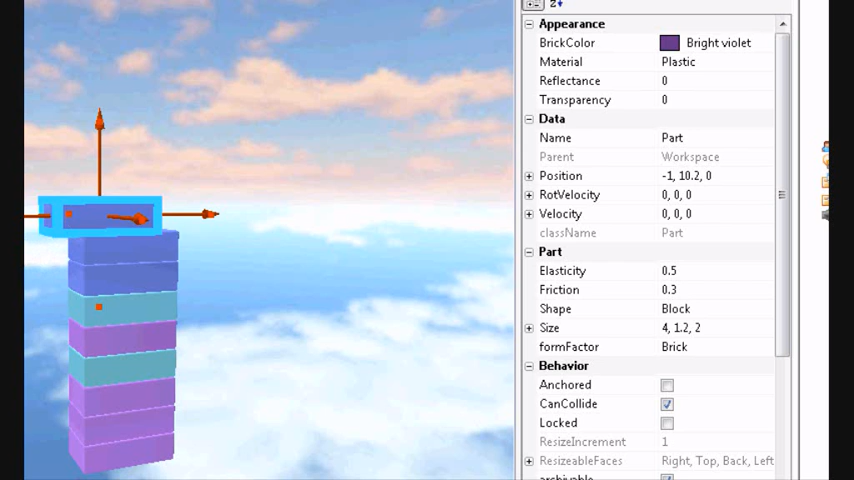 Appearance
BrickColor Bright violet
Material Plastic
Reflectance 0
Transparency 0
Data
Name Part
Parent Workspace
Position -1, 10.2, 0
RotVelocity 0, 0, 0
Velocity 0, 0, 0
className Part
Part
Elasticity 0.5
Friction 0.3
Shape Block
Size 4, 1.2, 2
formFactor Brick
Behavior
Anchored
CanCollide
Locked
ResizeIncrement 1
ResizeableFaces Right, Top, Back, Left